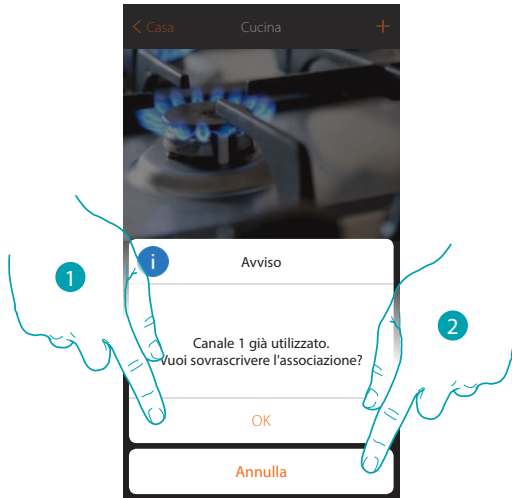 < Casa Cucina +
i Avviso
1
Canale 1 già utilizzato.
Vuoi sovrascrivere l'associazione?
2
OK
Annulla